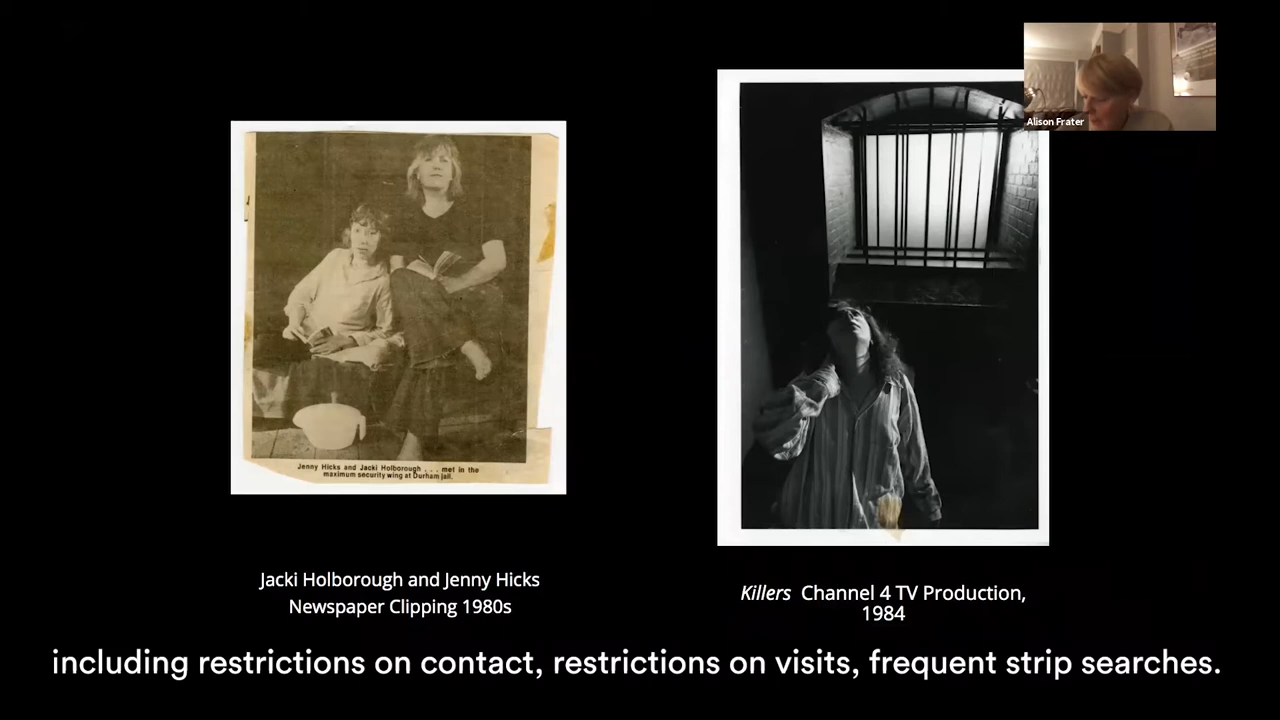 Alison Frater
Jenny Hicks and Jacki Holborough . . . met in the
maximum security wing at Durham jail.
Jacki Holborough and Jenny Hicks
Newspaper Clipping 1980s
Killers Channel 4 TV Production,
1984
including restrictions on contact, restrictions on visits, frequent strip searches.